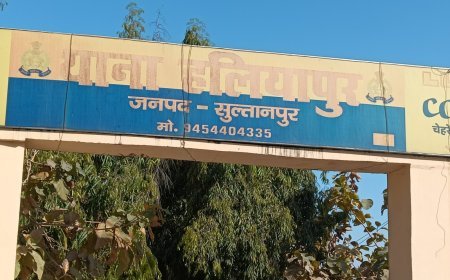 थाना हलियापुर
जनपद - सुल्तानपुर
मो. 9454404335